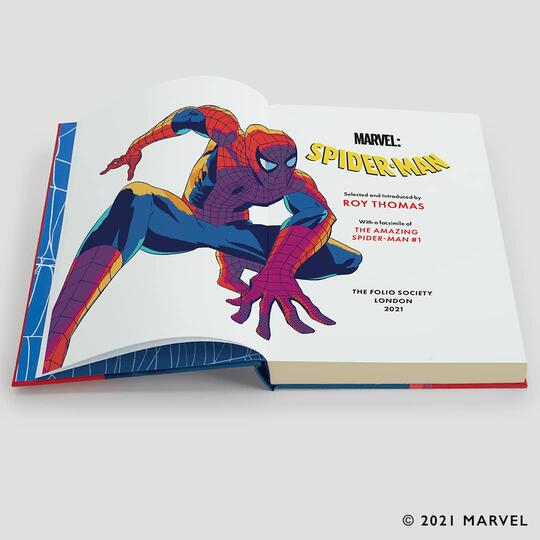 MARVEL:
SPIDER-MAN
Selected and Introduced by
ROY THOMAS
With a facsimile of
THE AMAZING
SPIDER-MAN #1
THE FOLIO SOCIETY
LONDON
2021
© 2021 MARVEL